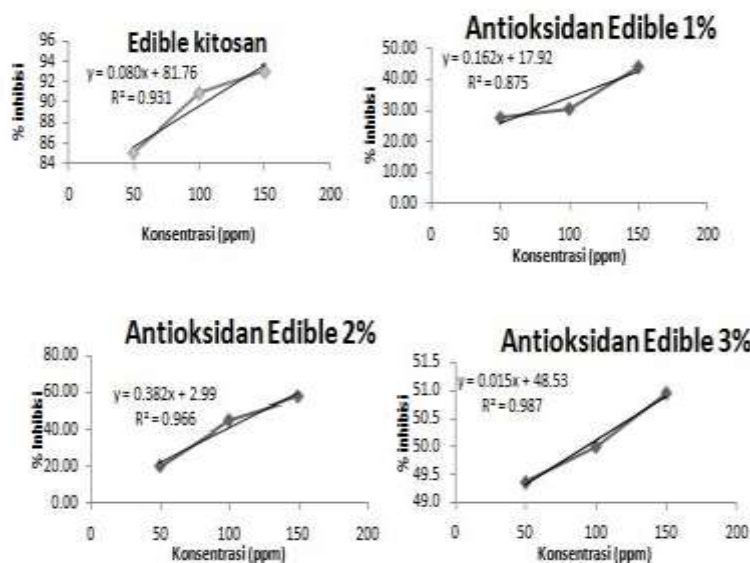 Edible kitosan
96
94
92
90
88
86
84
% inhibisi
y = 0.080x + 81.76
R² = 0.931
0 50 100 150 200
Konsentrasi (ppm)
Antioksidan Edible 1%
50.00
40.00
30.00
20.00
10.00
0.00
% inhibisi
y = 0.162x + 17.92
R² = 0.875
0 50 100 150 200
Konsentrasi (ppm)
Antioksidan Edible 2%
80.00
60.00
40.00
20.00
0.00
% Inhibisi
y = 0.382x + 2.99
R² = 0.966
0 50 100 150 200
Konsentrasi (ppm)
Antioksidan Edible 3%
51.5
51.0
50.5
50.0
49.5
49.0
% inhibisi
y = 0.015x + 48.53
R² = 0.987
0 50 100 150 200
Konsentrasi (ppm)